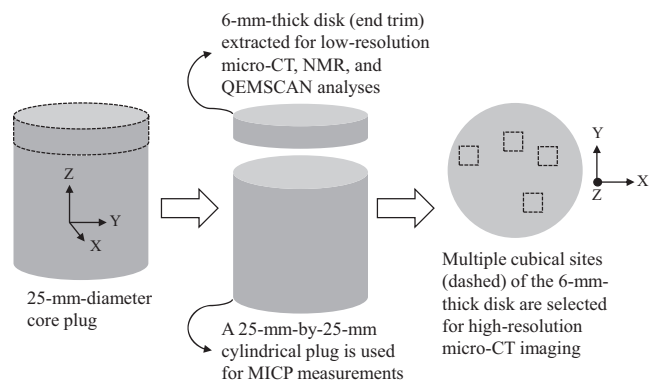 6-mm-thick disk (end trim)
extracted for low-resolution
micro-CT, NMR, and
QEMSCAN analyses
Z
Y
X
25-mm-diameter
core plug
A 25-mm-by-25-mm
cylindrical plug is used
for MICP measurements
Y
X
Z
Multiple cubical sites
(dashed) of the 6-mm-
thick disk are selected
for high-resolution
micro-CT imaging